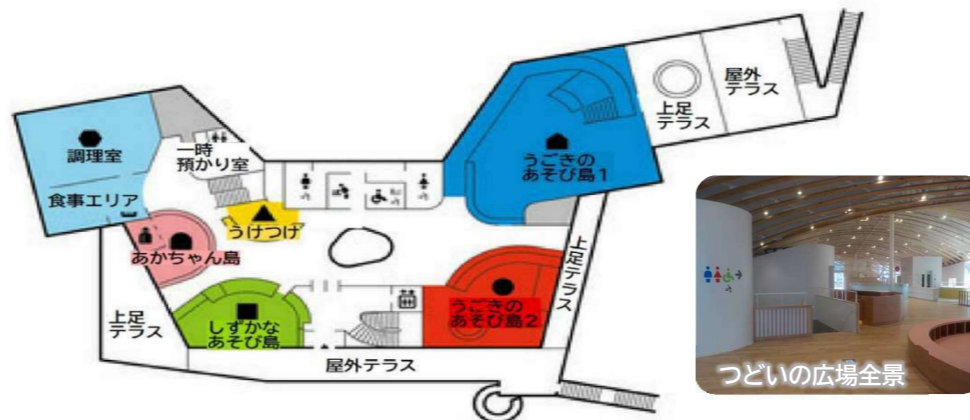 調理室
食事エリア
一時
預かり室
うけつけ
あかちゃん島
しずかな
あそび島
うごきの
あそび島1
うごきの
あそび島2
上足
テラス
屋外
テラス
上足テラス
上足
テラス
屋外テラス
つどいの広場全景